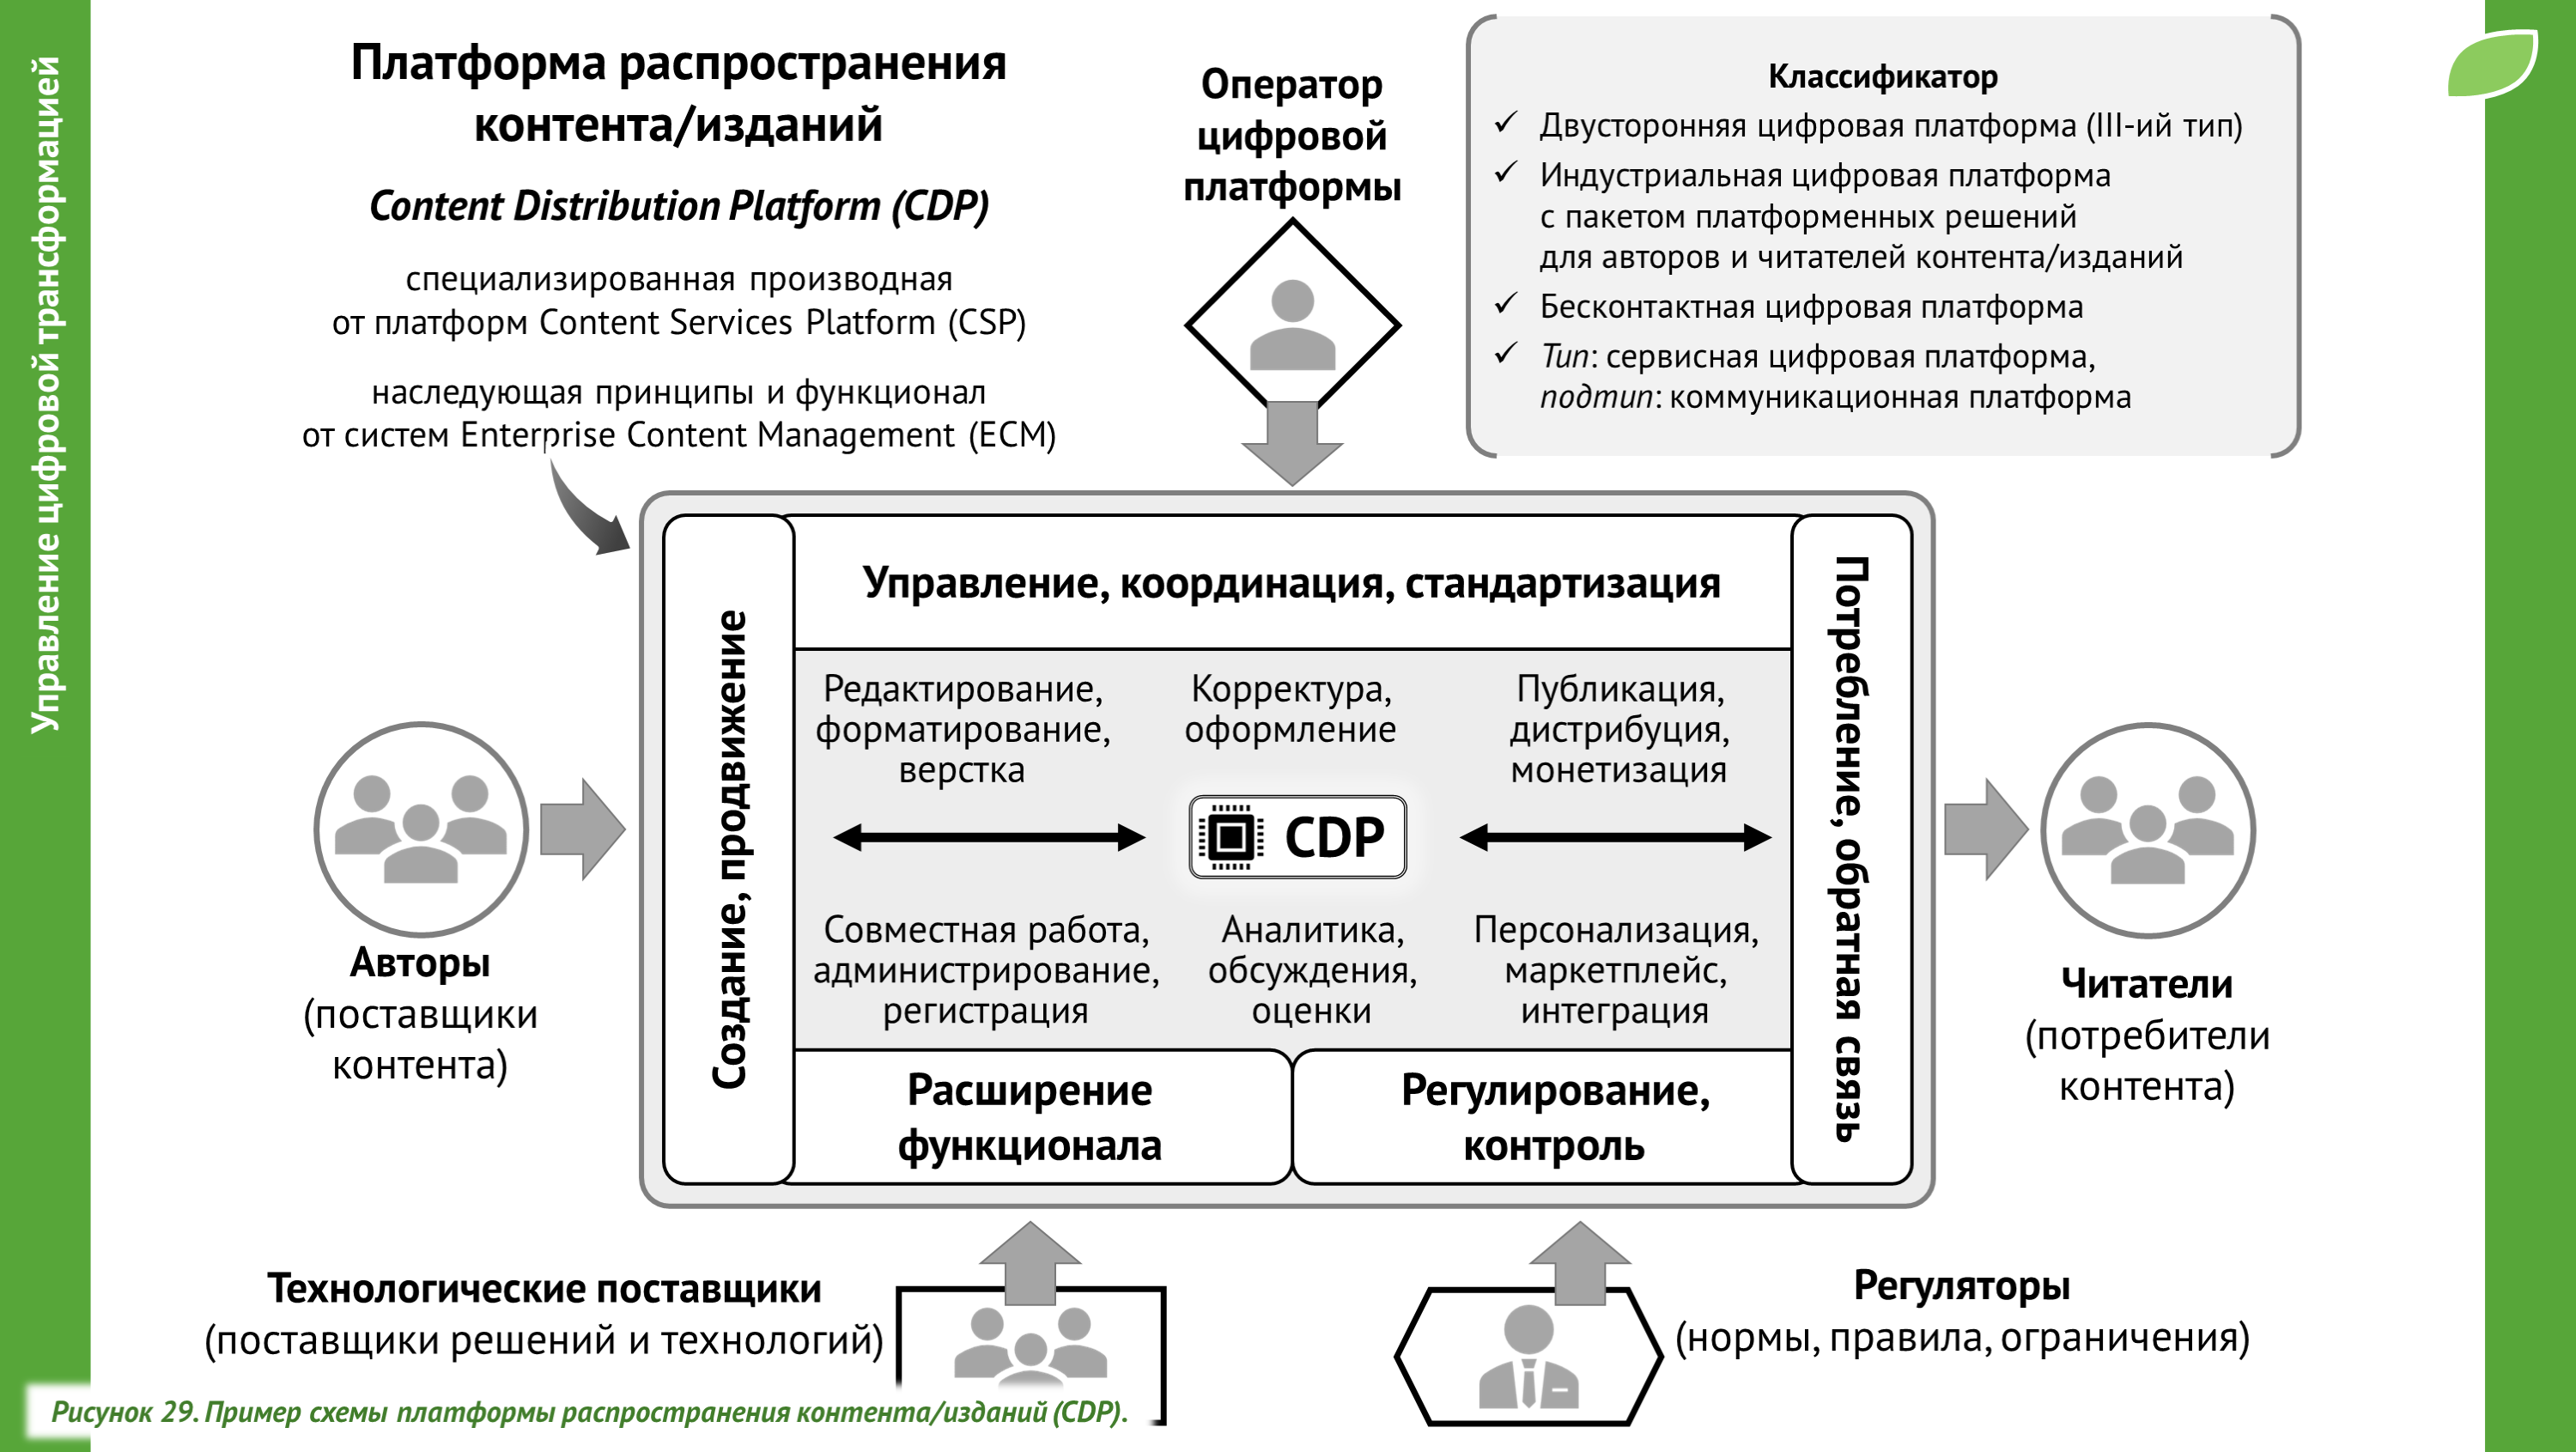 Управление цифровой трансформацией
Платформа распространения
контента/изданий
Content Distribution Platform (CDP)
специализированная производная
от платформ Content Services Platform (CSP)
наследующая принципы и функционал
от систем Enterprise Content Management (ECM)
Оператор
цифровой
платформы
Классификатор
✓ Двусторонняя цифровая платформа (III-ий тип)
✓ Индустриальная цифровая платформа
с пакетом платформенных решений
для авторов и читателей контента/изданий
✓ Бесконтактная цифровая платформа
✓ Тип: сервисная цифровая платформа,
подтип: коммуникационная платформа
Управление, координация, стандартизация
Создание, продвижение
Редактирование,
форматирование,
верстка
Корректура,
оформление
Публикация,
дистрибуция,
монетизация
CDP
Совместная работа,
администрирование,
регистрация
Аналитика,
обсуждения,
оценки
Персонализация,
маркетплейс,
интеграция
Потребление, обратная связь
Расширение
функционала
Регулирование,
контроль
Авторы
(поставщики
контента)
Читатели
(потребители
контента)
Технологические поставщики
(поставщики решений и технологий)
Регуляторы
(нормы, правила, ограничения)
Рисунок 29. Пример схемы платформы распространения контента/изданий (CDP).